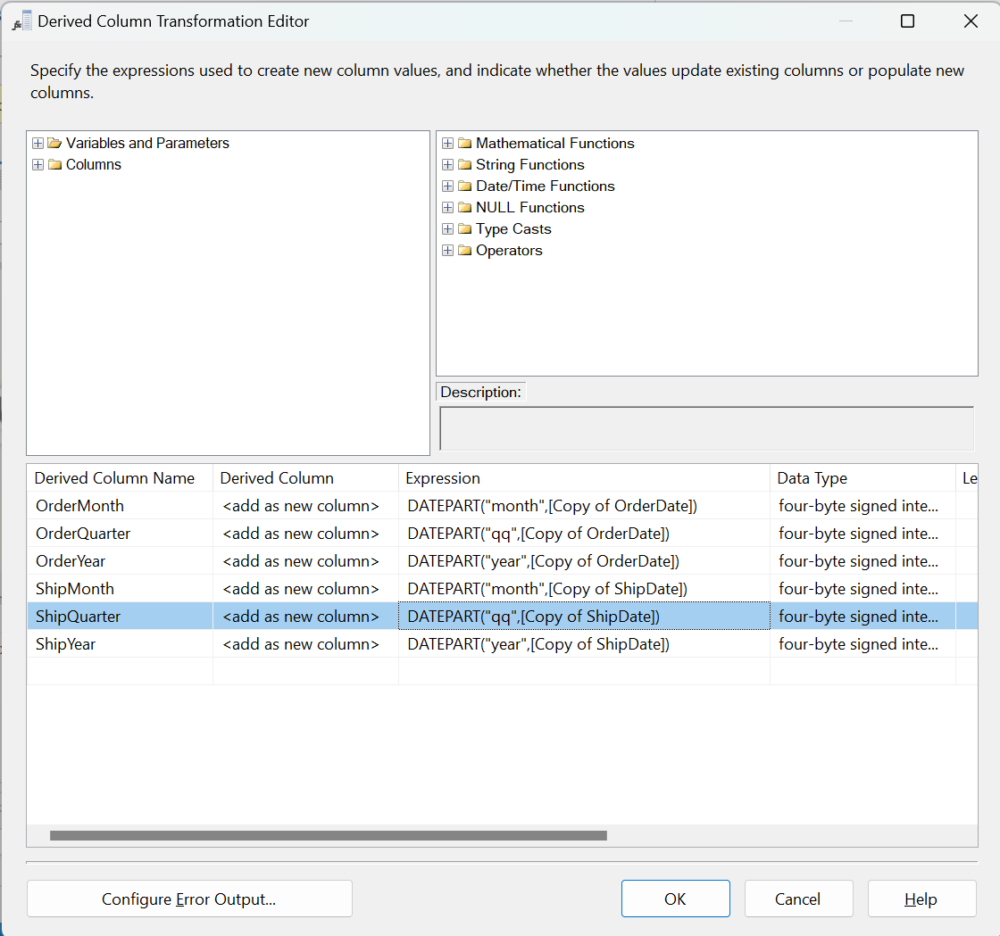 Derived Column Transformation Editor
Specify the expressions used to create new column values, and indicate whether the values update existing columns or populate new
columns.
Variables and Parameters
Columns
Mathematical Functions
String Functions
Date/Time Functions
NULL Functions
Type Casts
Operators
Description:
Derived Column Name Derived Column Expression Data Type Le
OrderMonth <add as new column> DATEPART("month",[Copy of OrderDate]) four-byte signed inte...
OrderQuarter <add as new column> DATEPART("qq",[Copy of OrderDate]) four-byte signed inte...
OrderYear <add as new column> DATEPART("year",[Copy of OrderDate]) four-byte signed inte...
ShipMonth <add as new column> DATEPART("month",[Copy of ShipDate]) four-byte signed inte...
ShipQuarter <add as new column> DATEPART("qq",[Copy of ShipDate]) four-byte signed inte...
ShipYear <add as new column> DATEPART("year",[Copy of ShipDate]) four-byte signed inte...
Configure Error Output... OK Cancel Help